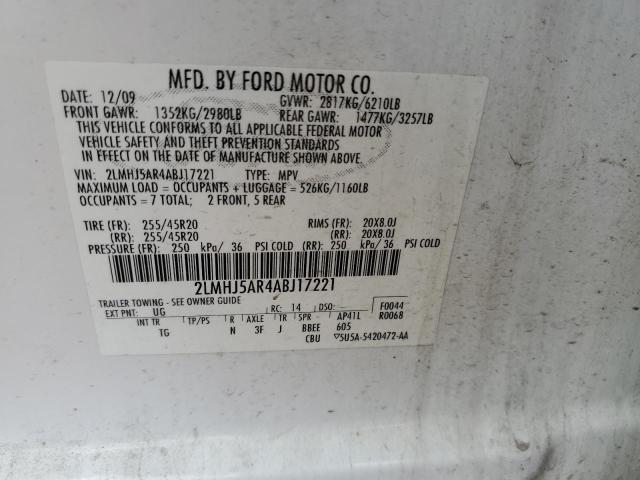 MFD. BY FORD MOTOR CO.
DATE: 12/09 GVWR: 2817KG/6210LB
FRONT GAWR: 1352KG/2980LB REAR GAWR: 1477KG/3257LB
THIS VEHICLE CONFORMS TO ALL APPLICABLE FEDERAL MOTOR
VEHICLE SAFETY AND THEFT PREVENTION STANDARDS
IN EFFECT ON THE DATE OF MANUFACTURE SHOWN ABOVE.
VIN: 2LMHJ5AR4ABJ17221 TYPE: MPV
MAXIMUM LOAD = OCCUPANTS + LUGGAGE = 526KG/1160LB
OCCUPANTS = 7 TOTAL; 2 FRONT, 5 REAR
TIRE (FR): 255/45R20 RIMS (FR): 20X8.0J
(RR): 255/45R20 (RR): 20X8.0J
PRESSURE (FR): 250 kPa/ 36 PSI COLD (RR): 250 kPa/ 36 PSI COLD
2LMHJ5AR4ABJ17221
TRAILER TOWING - SEE OWNER GUIDE
EXT PNT: UG RC: 14 DSO: F0044
INT TR TP/PS R AXLE TR SPR AP41L R0068
TG N 3F J BBEE 605
CBU ▽5U5A-5420472-AA